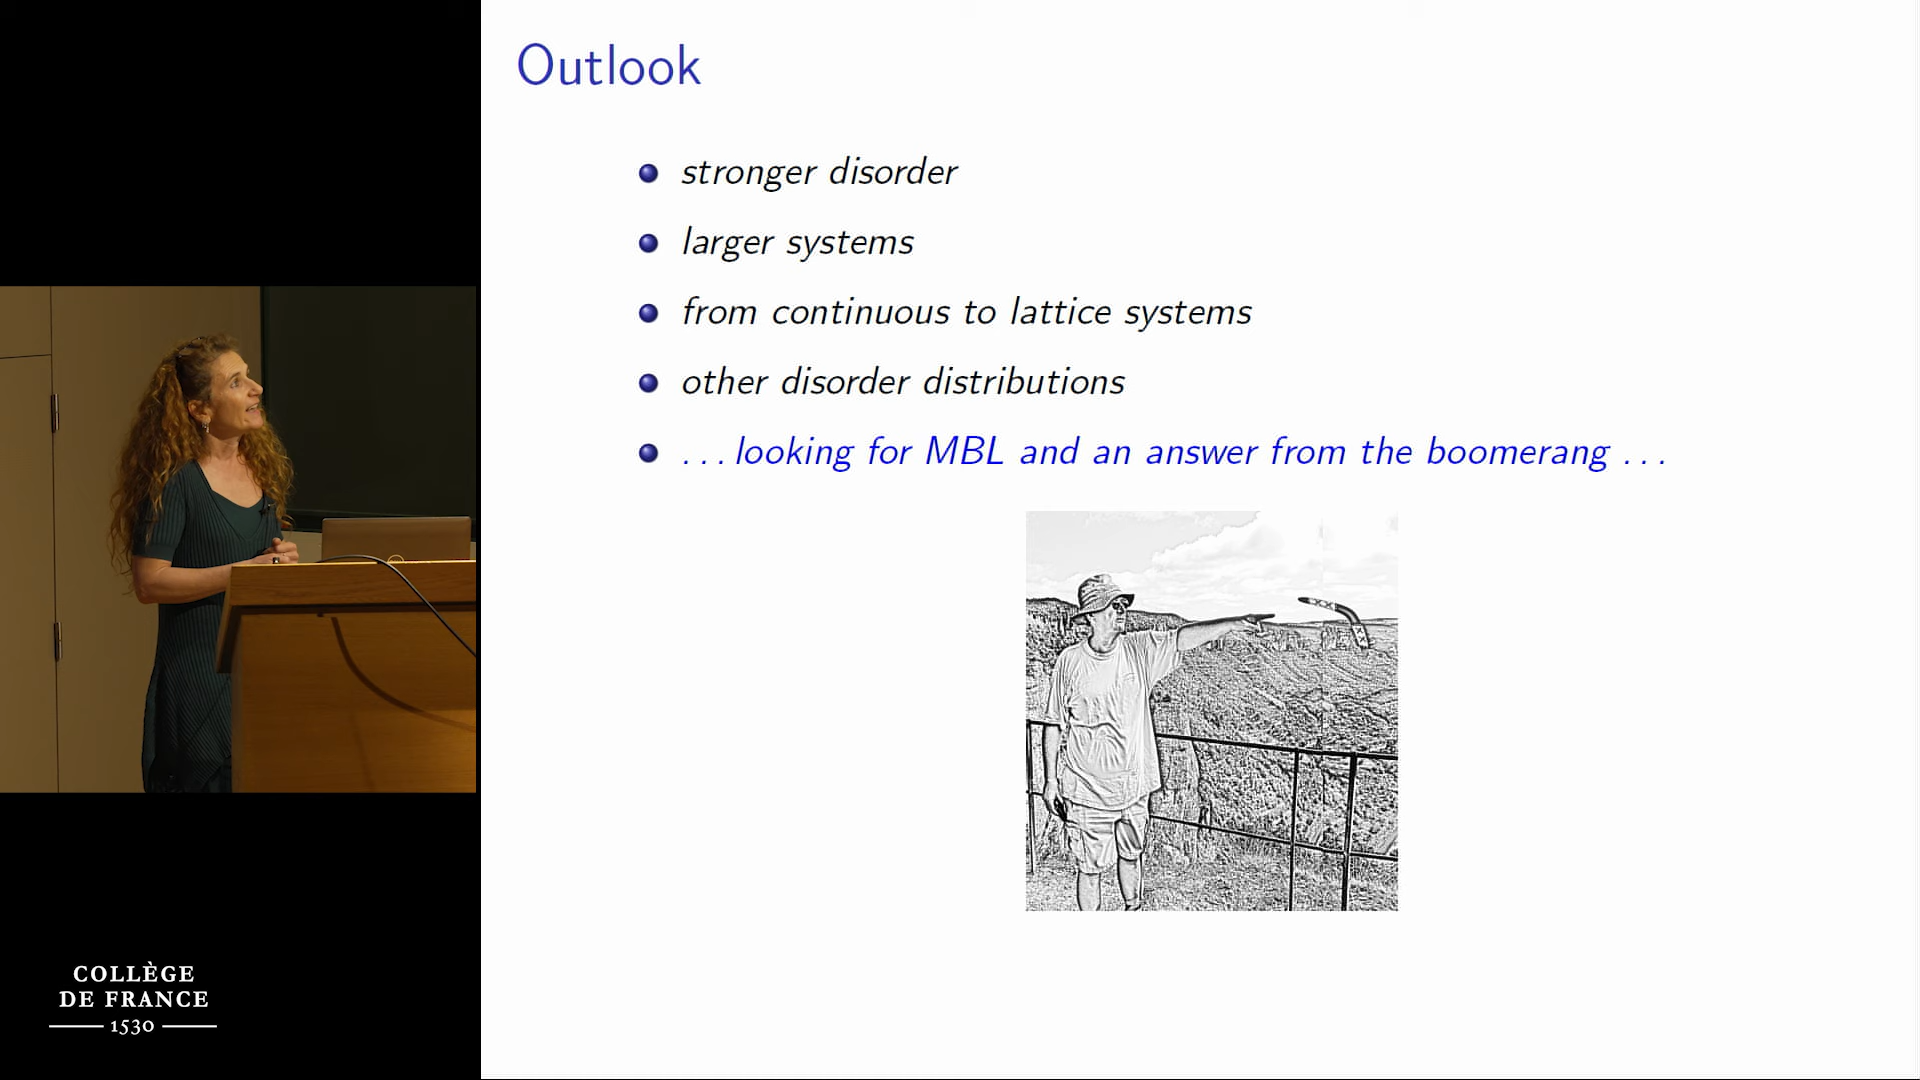 Outlook
stronger disorder
larger systems
from continuous to lattice systems
other disorder distributions
...looking for MBL and an answer from the boomerang ...
COLLÈGE
DE FRANCE
1530